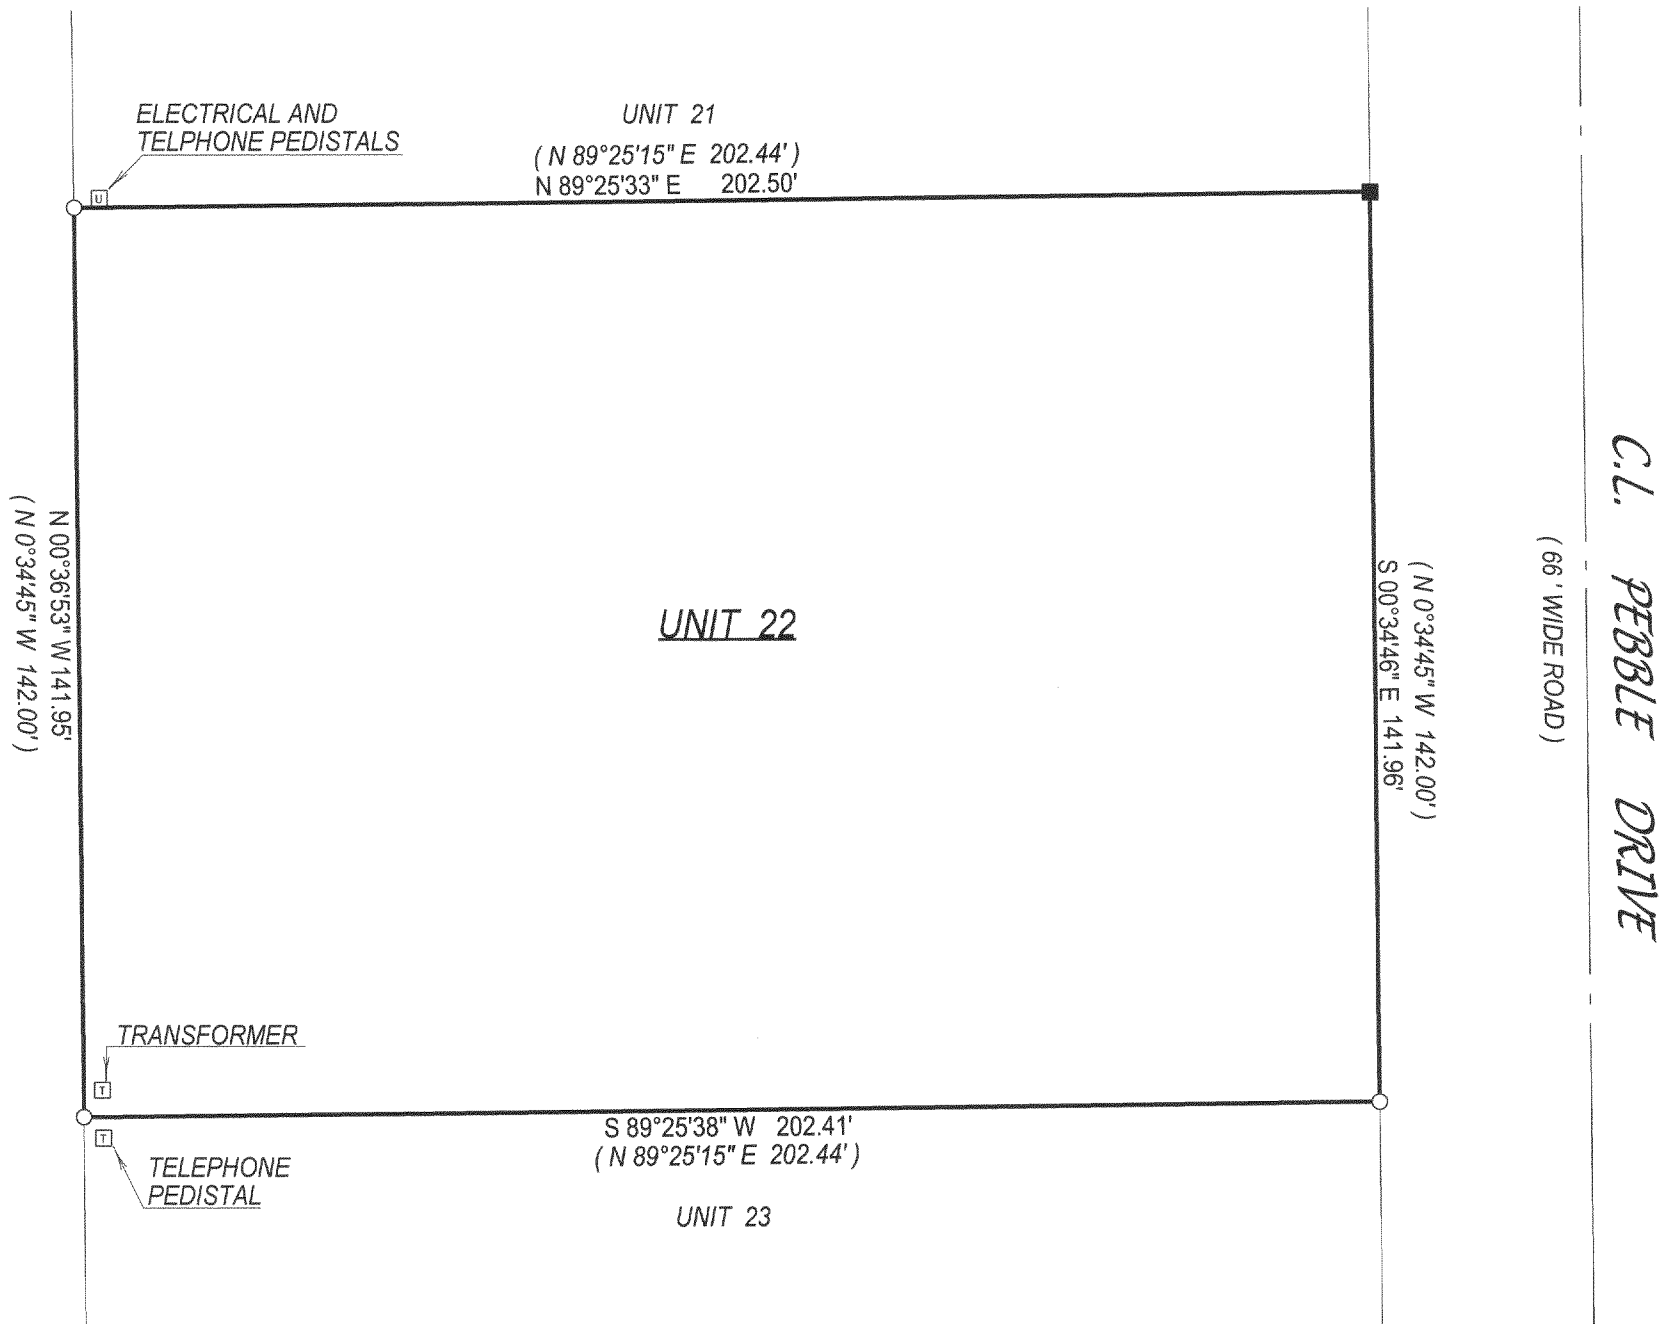 ELECTRICAL AND
TELPHONE PEDISTALS
U
UNIT 21
( N 89°25'15" E 202.44' )
N 89°25'33" E 202.50'
N 00°36'53" W 141.95'
( N 0°34'45" W 142.00' )
UNIT 22
( N 0°34'45" W 142.00' )
S 00°34'46" E 141.96'
( 66 ' WIDE ROAD )
C.L. PEBBLE DRIVE
TRANSFORMER
T
S 89°25'38" W 202.41'
( N 89°25'15" E 202.44' )
T
TELEPHONE
PEDISTAL
UNIT 23